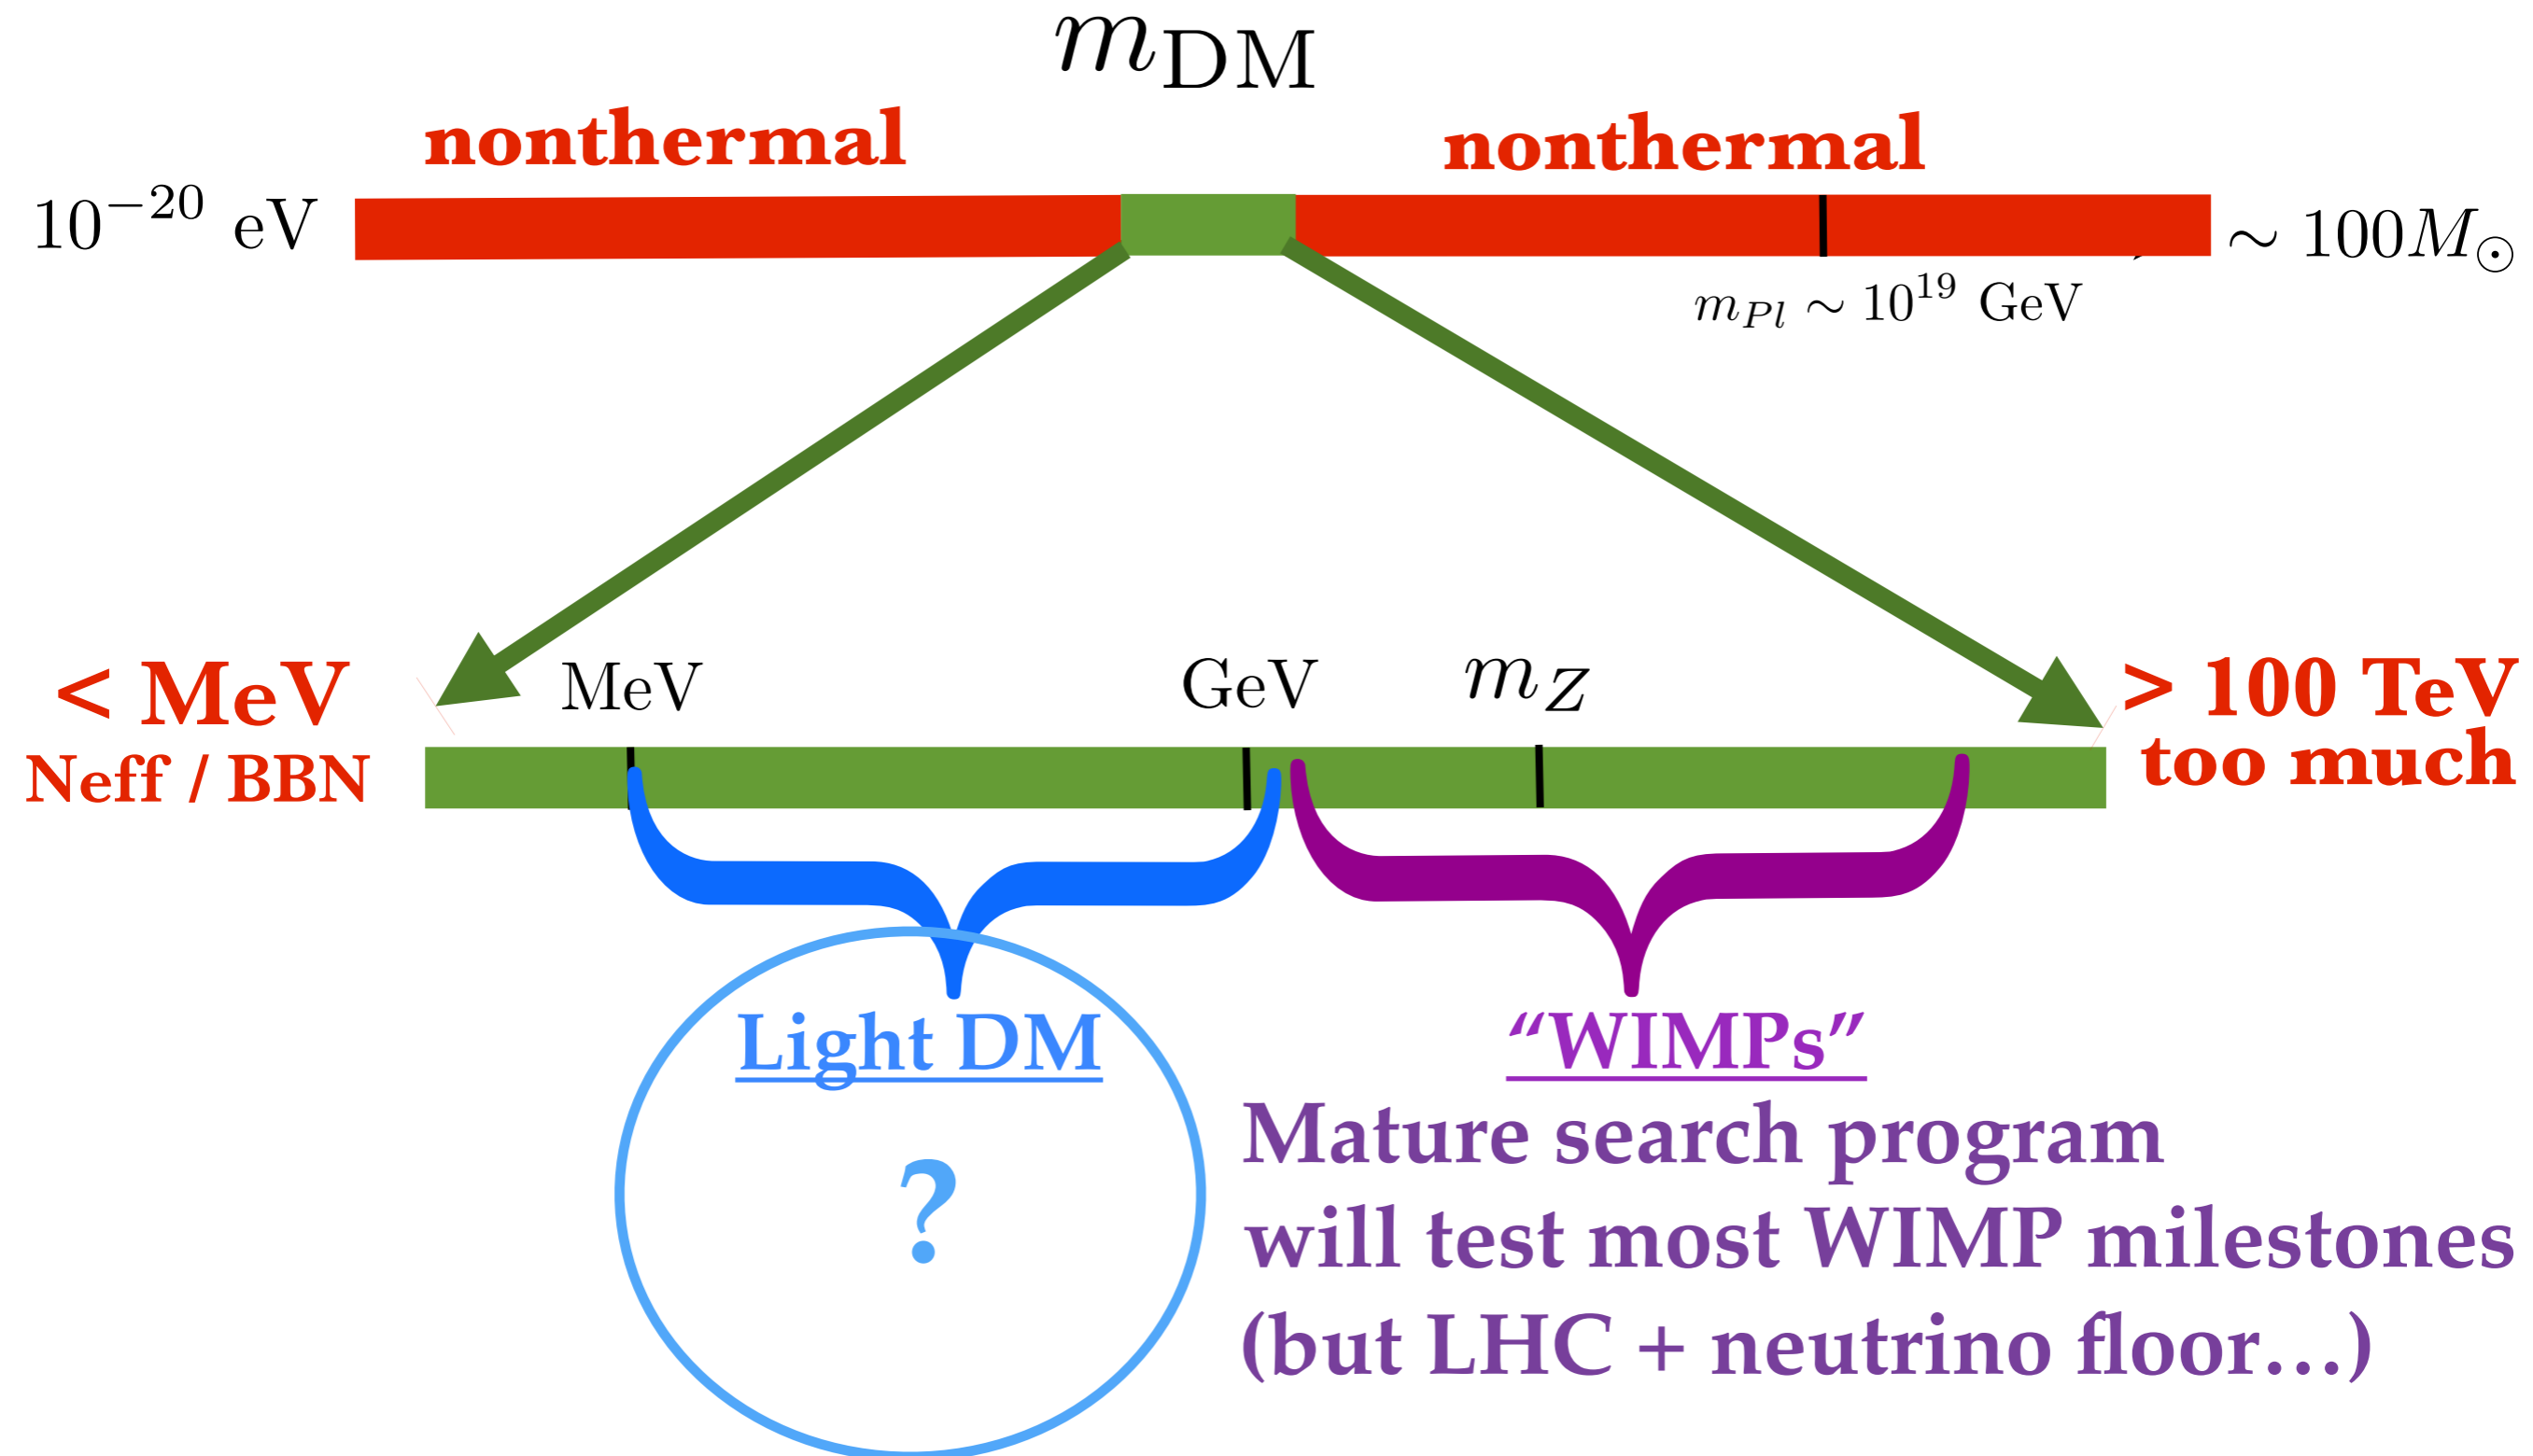 m_DM
nonthermal nonthermal
10^−20 eV ∼ 100M_⊙
m_Pl ∼ 10^19 GeV
< MeV MeV GeV m_Z > 100 TeV
Neff / BBN too much
Light DM “WIMPs”
? Mature search program
will test most WIMP milestones
(but LHC + neutrino floor…)